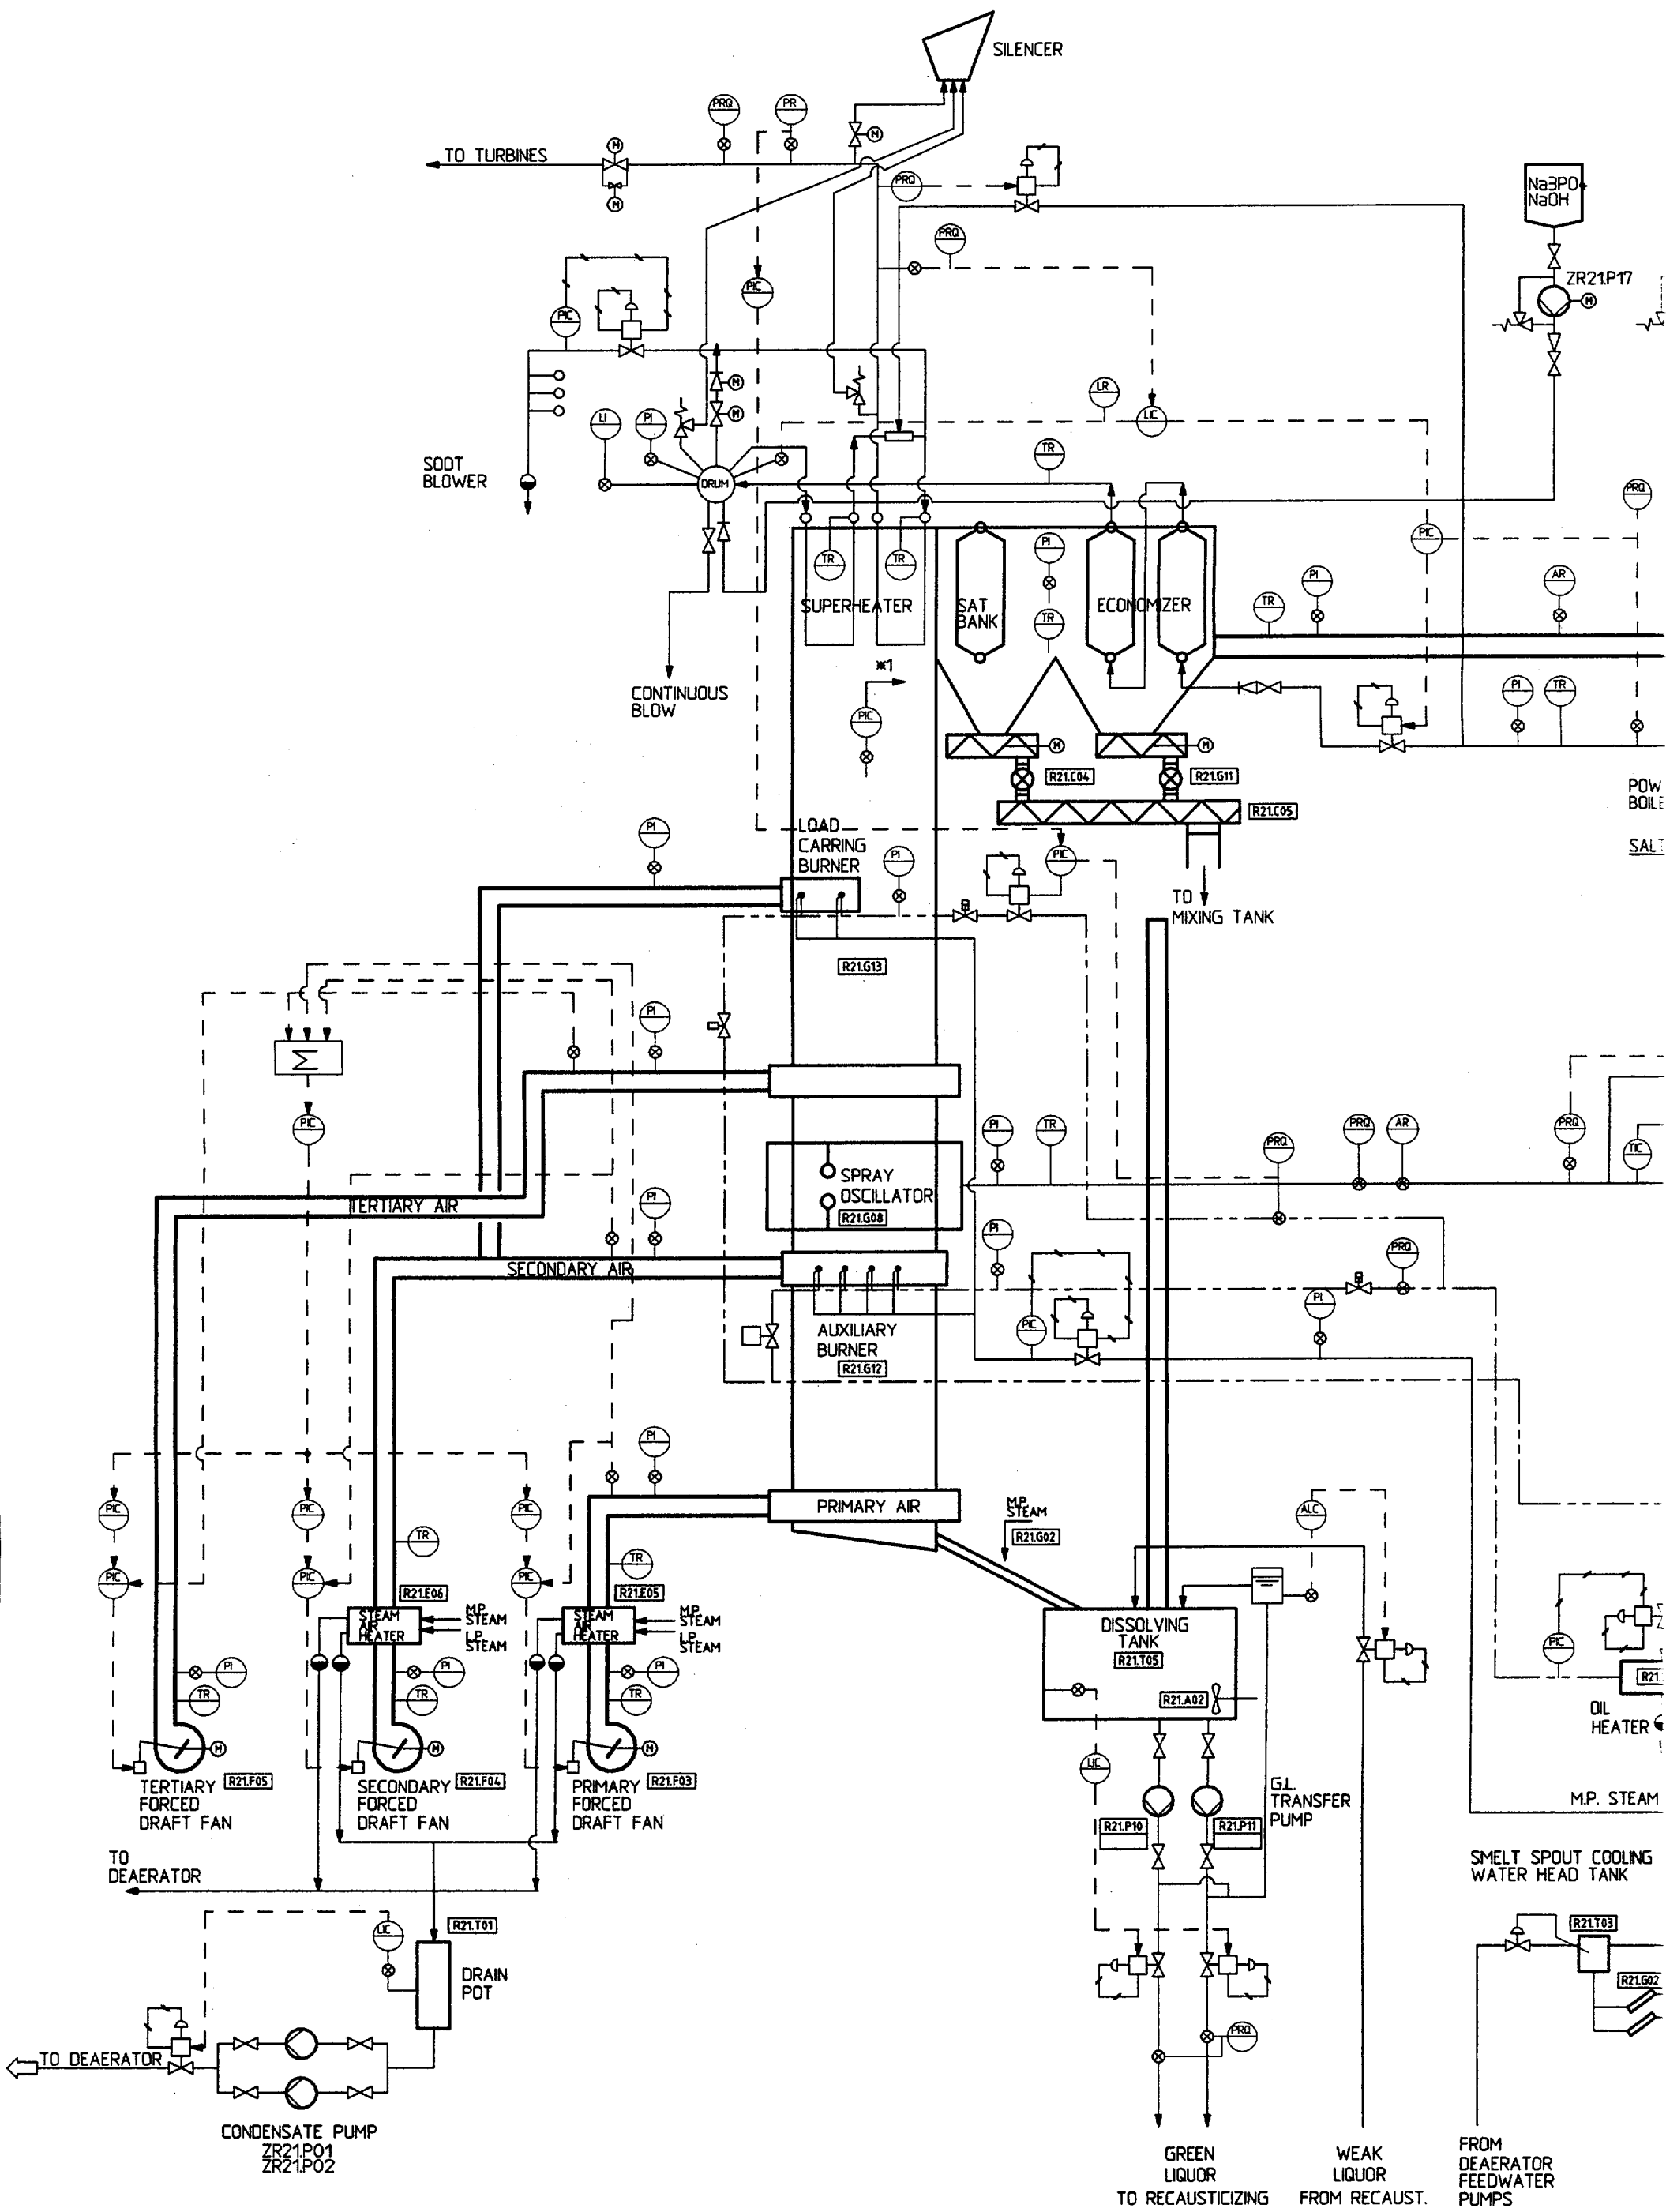 SILENCER
PRQ
PR
M
M
TO TURBINES
M
PRQ
Na3PO4
NaOH
PRQ
ZR21.P17
M
PIC
PIC
M
LR
LI
PI
M
LIC
TR
SOOT
BLOWER
DRUM
PRQ
PIC
TR
TR
PI
PI
AR
SUPERHEATER
SAT
BANK
TR
ECONOMIZER
TR
※1
CONTINUOUS
BLOW
PIC
PI
TR
M
M
R21.C04
R21.G11
POW
BOILE
R21.C05
PI
LOAD
CARRING
BURNER
PI
PIC
SALT
TO
MIXING TANK
R21.G13
PI
Σ
PIC
PI
TR
PRQ
PRQ
AR
PRQ
TIC
SPRAY
OSCILLATOR
R21.G08
TERTIARY AIR
PI
PI
PRQ
SECONDARY AIR
PI
AUXILIARY
BURNER
R21.G12
PIC
PI
PIC
PIC
PIC
PRIMARY AIR
M.P.
STEAM
R21.G02
ALC
TR
TR
PIC
PIC
PIC
R21.E06
R21.E05
STEAM
AIR
HEATER
M.P.
STEAM
L.P.
STEAM
STEAM
AIR
HEATER
M.P.
STEAM
L.P.
STEAM
DISSOLVING
TANK
R21.T05
PIC
PI
PI
PI
TR
TR
TR
R21.A02
R21.
OIL
HEATER
M
M
M
TERTIARY
FORCED
DRAFT FAN
R21.F05
SECONDARY
FORCED
DRAFT FAN
R21.F04
PRIMARY
FORCED
DRAFT FAN
R21.F03
LIC
G.L.
TRANSFER
PUMP
R21.P10
R21.P11
M.P. STEAM
TO
DEAERATOR
SMELT SPOUT COOLING
WATER HEAD TANK
LIC
R21.T01
R21.T03
DRAIN
POT
R21.G02
PRQ
TO DEAERATOR
CONDENSATE PUMP
ZR21.P01
ZR21.P02
GREEN
LIQUOR
TO RECAUSTICIZING
WEAK
LIQUOR
FROM RECAUST.
FROM
DEAERATOR
FEEDWATER
PUMPS